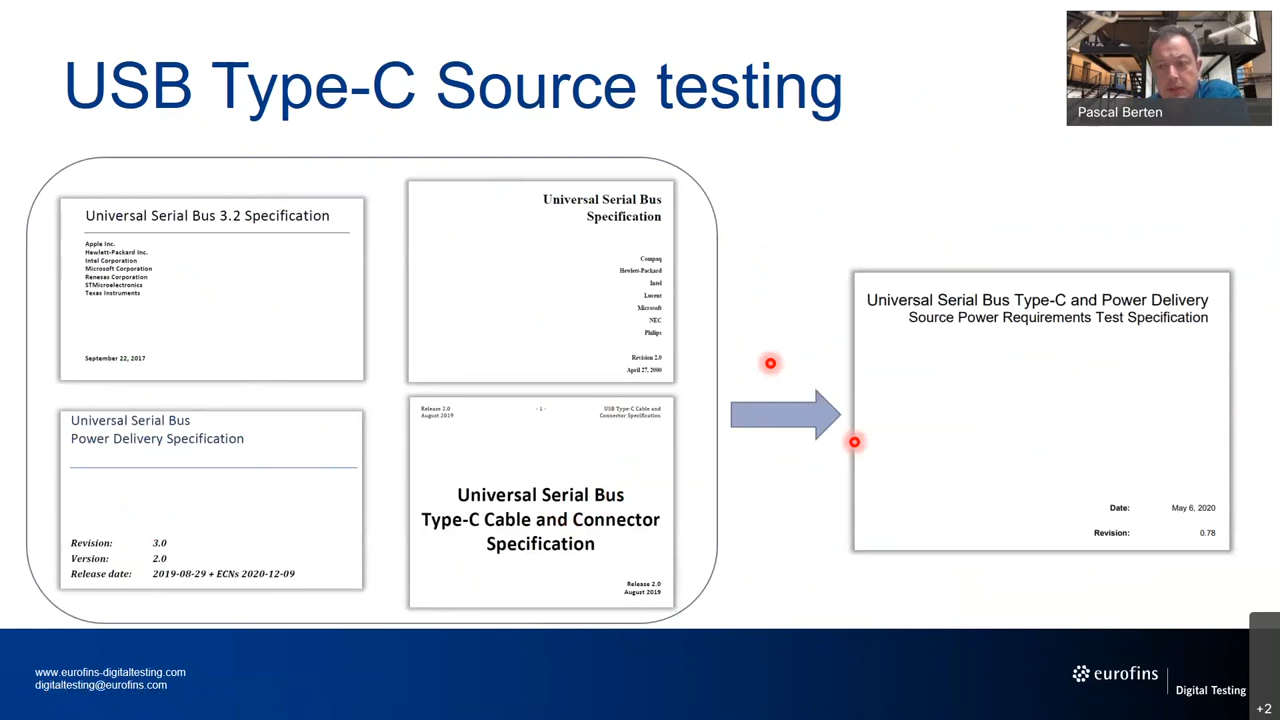 USB Type-C Source testing
Pascal Berten
Universal Serial Bus 3.2 Specification
Apple Inc.
Hewlett-Packard Inc.
Intel Corporation
Microsoft Corporation
Renesas Corporation
STMicroelectronics
Texas Instruments
September 22, 2017
Universal Serial Bus
Specification
Compaq
Hewlett-Packard
Intel
Lucent
Microsoft
NEC
Philips
Revision 2.0
April 27, 2000
Universal Serial Bus
Power Delivery Specification
Revision: 3.0
Version: 2.0
Release date: 2019-08-29 + ECNs 2020-12-09
Release 2.0 - 1 - USB Type-C Cable and
August 2019 Connector Specification
Universal Serial Bus
Type-C Cable and Connector
Specification
Release 2.0
August 2019
Universal Serial Bus Type-C and Power Delivery
Source Power Requirements Test Specification
Date: May 6, 2020
Revision: 0.78
www.eurofins-digitaltesting.com
digitaltesting@eurofins.com
eurofins
Digital Testing
+2